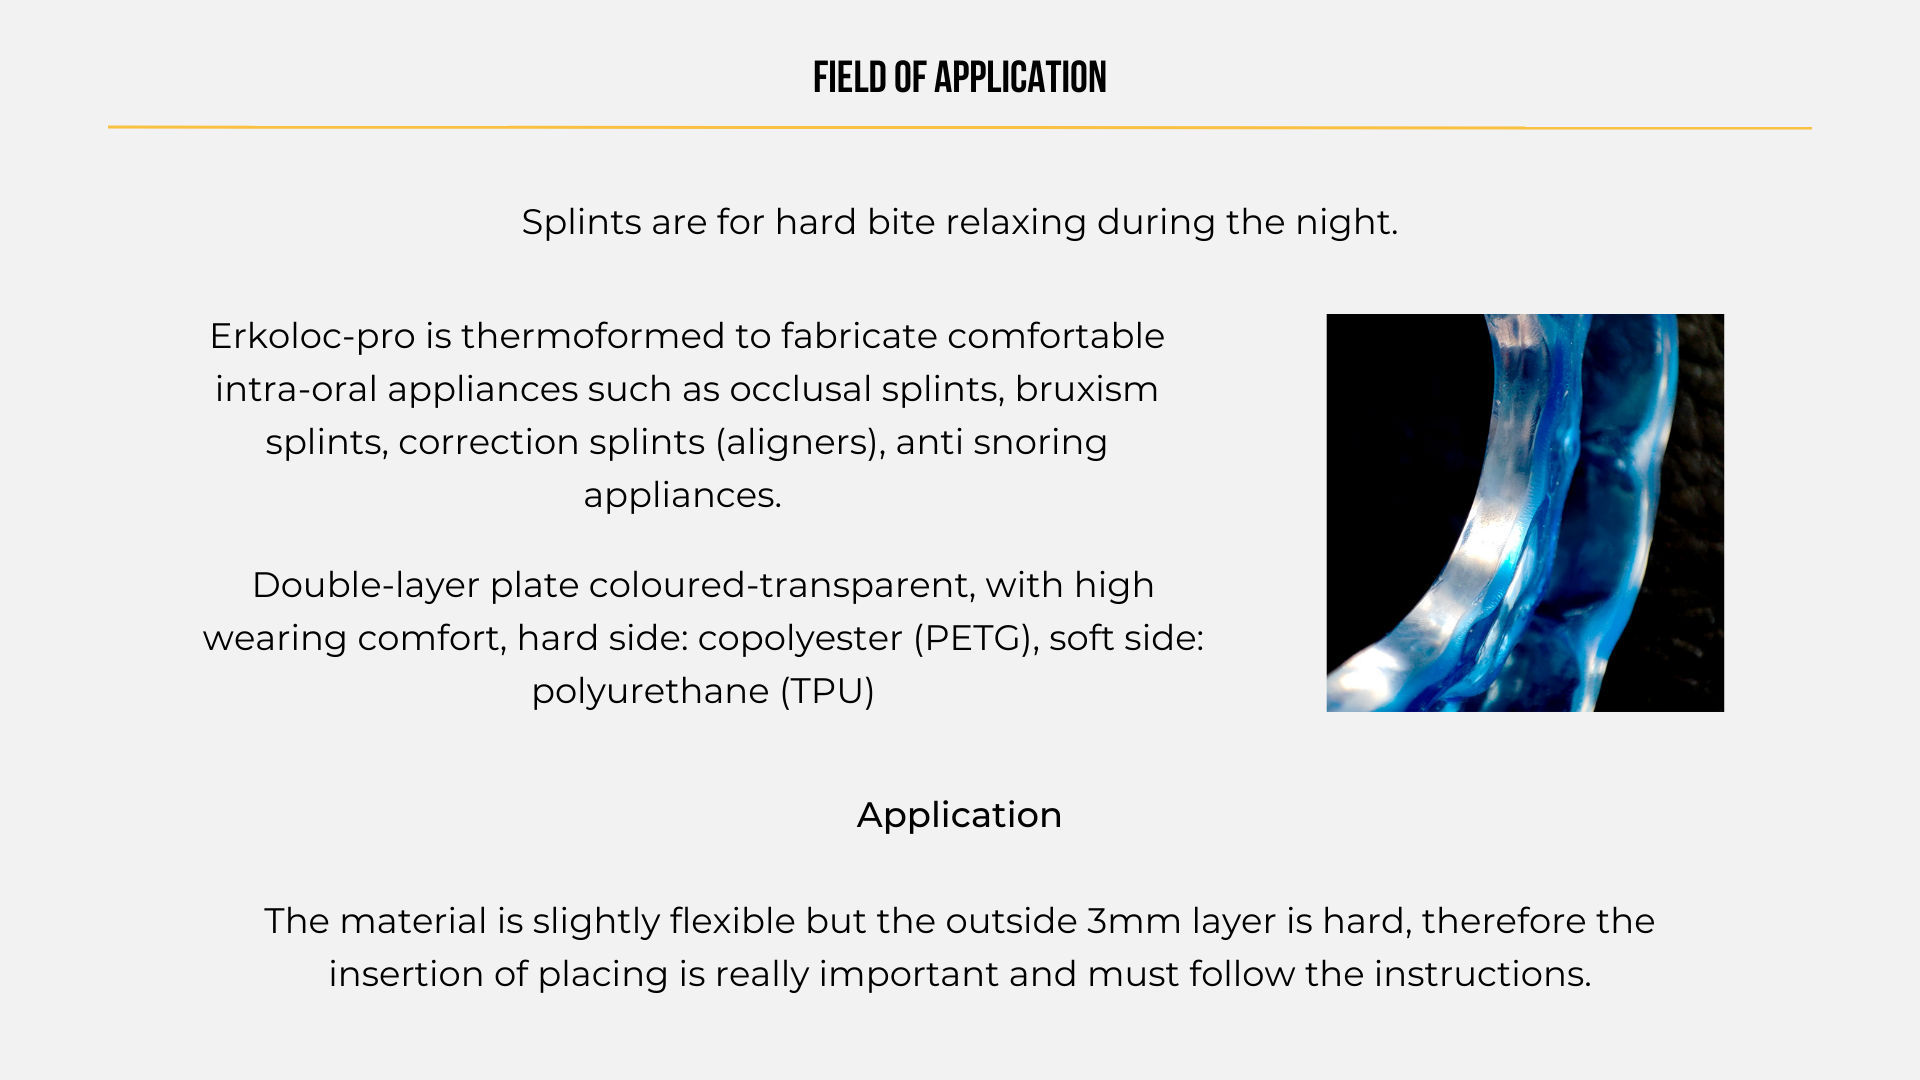 FIELD OF APPLICATION
Splints are for hard bite relaxing during the night.
Erkoloc-pro is thermoformed to fabricate comfortable
intra-oral appliances such as occlusal splints, bruxism
splints, correction splints (aligners), anti snoring
appliances.
Double-layer plate coloured-transparent, with high
wearing comfort, hard side: copolyester (PETG), soft side:
polyurethane (TPU)
Application
The material is slightly flexible but the outside 3mm layer is hard, therefore the
insertion of placing is really important and must follow the instructions.